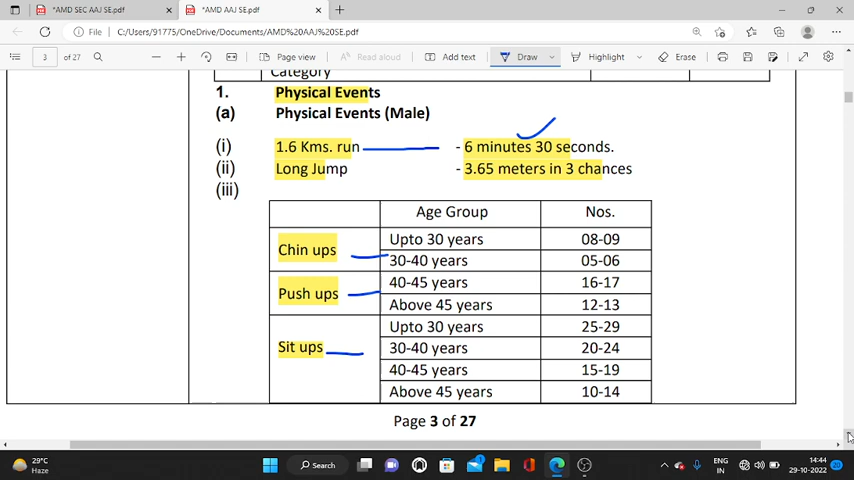 *AMD SEC AAJ SE.pdf
*AMD AAJ SE.pdf
File
C:/Users/91775/OneDrive/Documents/AMD%20AAJ%20SE.pdf
3 of 27
Page view
Read aloud
Add text
Draw
Highlight
Erase
Category
1. Physical Events
(a) Physical Events (Male)
(i) 1.6 Kms. run - 6 minutes 30 seconds.
(ii) Long Jump - 3.65 meters in 3 chances
(iii)
Age Group Nos.
Chin ups Upto 30 years 08-09
30-40 years 05-06
Push ups 40-45 years 16-17
Above 45 years 12-13
Sit ups Upto 30 years 25-29
30-40 years 20-24
40-45 years 15-19
Above 45 years 10-14
Page 3 of 27
29°C
Haze
Search
1
ENG
IN
14:44
29-10-2022
20